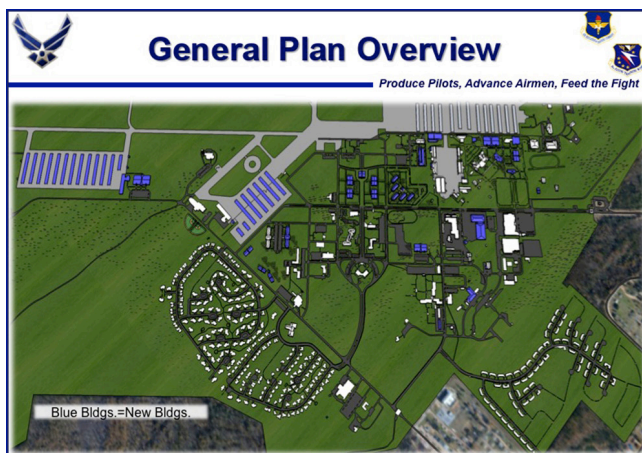 General Plan Overview
Produce Pilots, Advance Airmen, Feed the Fight
Blue Bldgs.=New Bldgs.